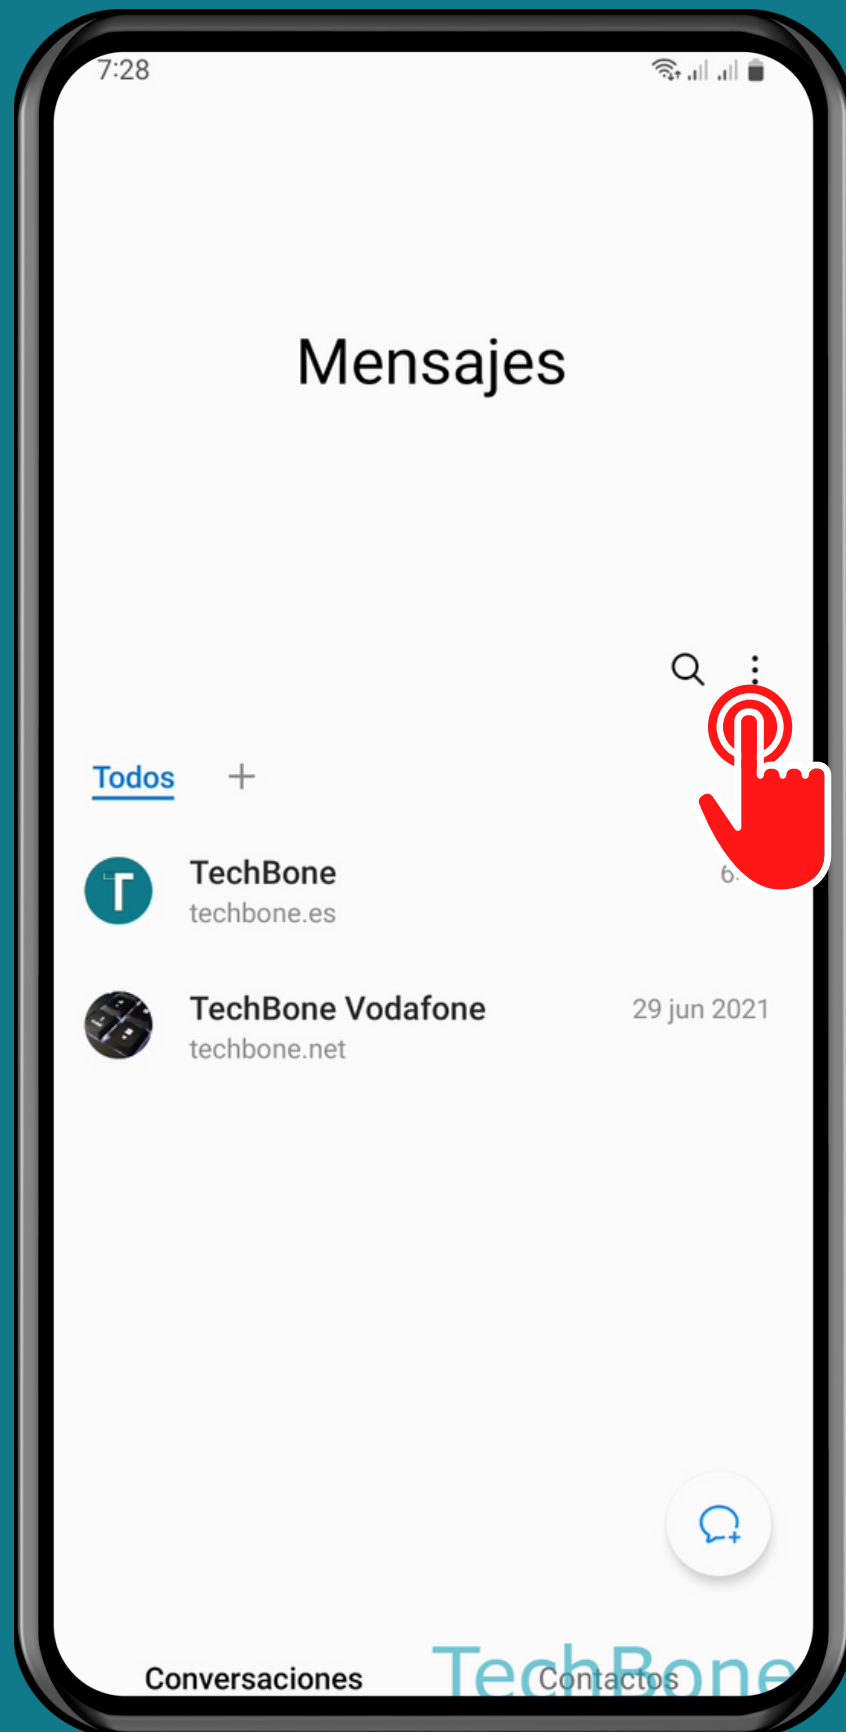 7:28
Mensajes
Todos +
T
TechBone
techbone.es
TechBone Vodafone 29 jun 2021
techbone.net
Conversaciones Contactos
TechBone